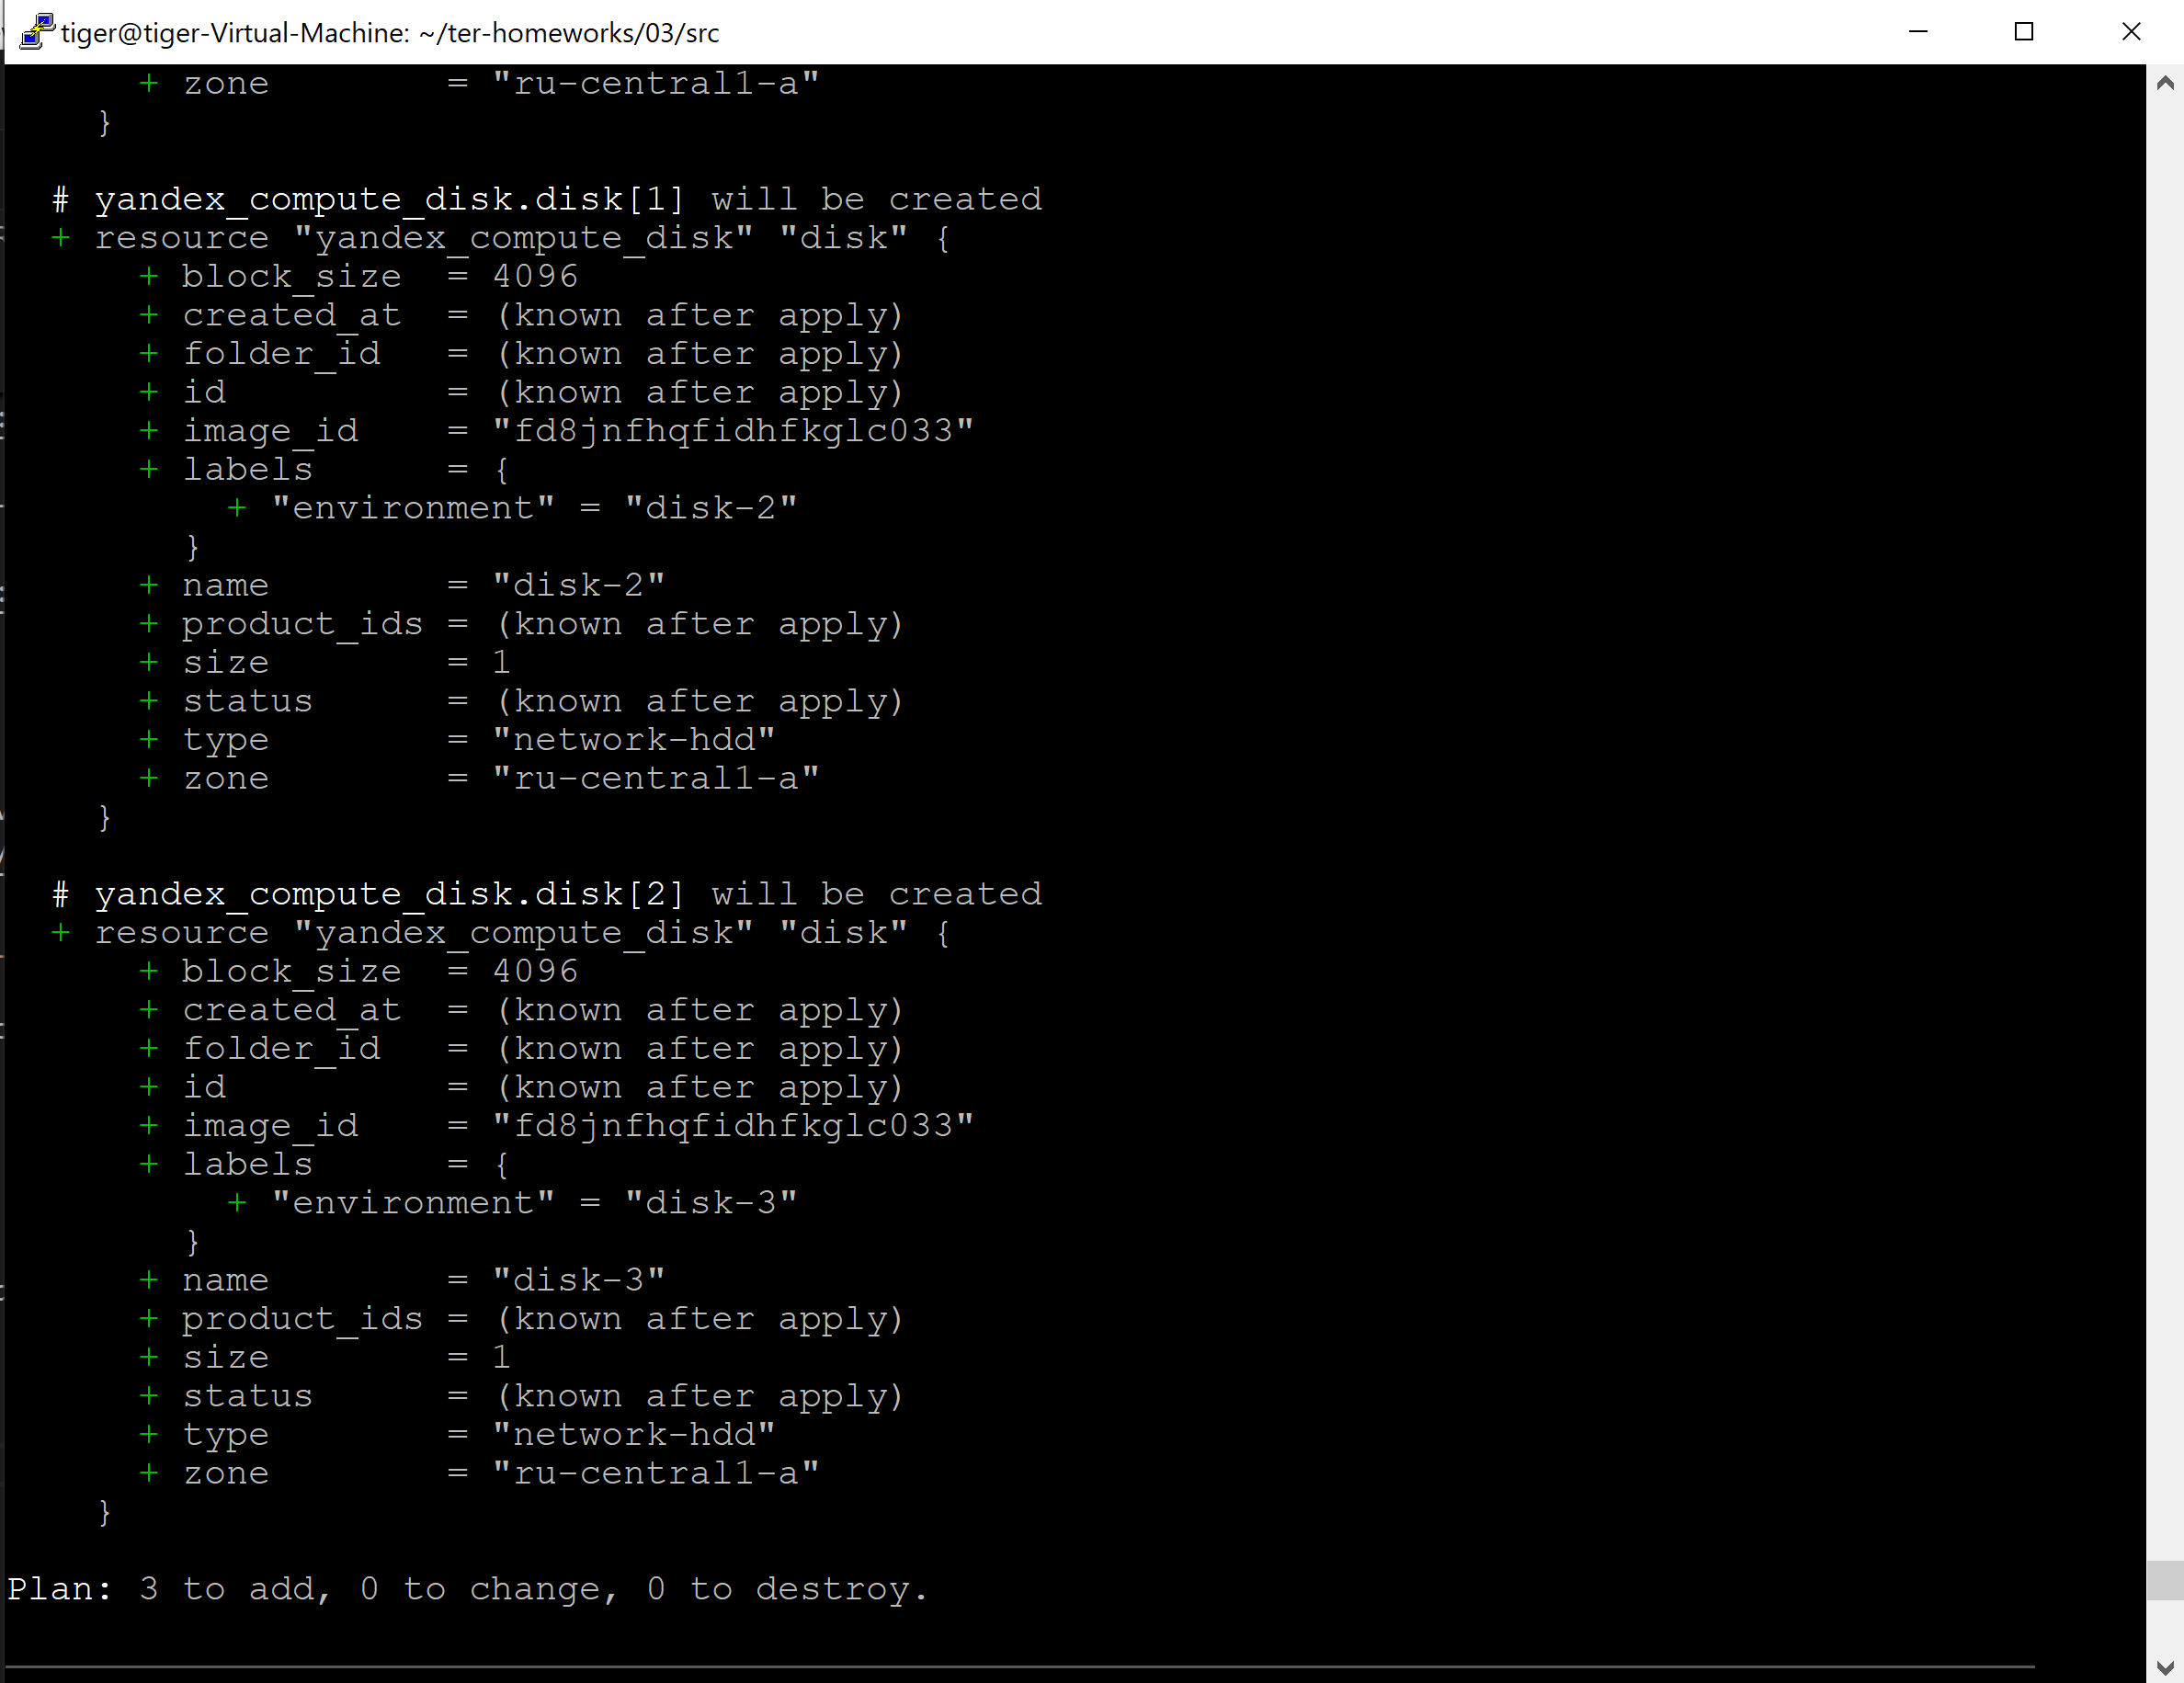 tiger@tiger-Virtual-Machine: ~/ter-homeworks/03/src
+ zone = "ru-central1-a"
}
# yandex_compute_disk.disk[1] will be created
+ resource "yandex_compute_disk" "disk" {
+ block_size = 4096
+ created_at = (known after apply)
+ folder_id = (known after apply)
+ id = (known after apply)
+ image_id = "fd8jnfhqfidhfkglc033"
+ labels = {
+ "environment" = "disk-2"
}
+ name = "disk-2"
+ product_ids = (known after apply)
+ size = 1
+ status = (known after apply)
+ type = "network-hdd"
+ zone = "ru-central1-a"
}
# yandex_compute_disk.disk[2] will be created
+ resource "yandex_compute_disk" "disk" {
+ block_size = 4096
+ created_at = (known after apply)
+ folder_id = (known after apply)
+ id = (known after apply)
+ image_id = "fd8jnfhqfidhfkglc033"
+ labels = {
+ "environment" = "disk-3"
}
+ name = "disk-3"
+ product_ids = (known after apply)
+ size = 1
+ status = (known after apply)
+ type = "network-hdd"
+ zone = "ru-central1-a"
}
Plan: 3 to add, 0 to change, 0 to destroy.